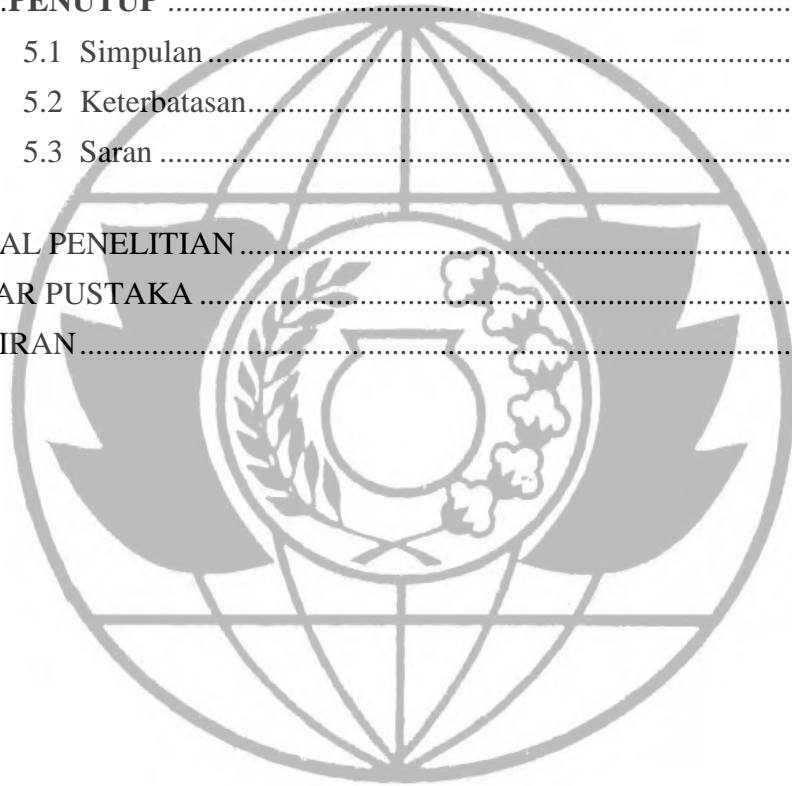 .PENUTUP ..........................................................................
5.1 Simpulan ..........................................................................
5.2 Keterbatasan..........................................................................
5.3 Saran ..........................................................................
AL PENELITIAN ..........................................................................
AR PUSTAKA ..........................................................................
IRAN..........................................................................